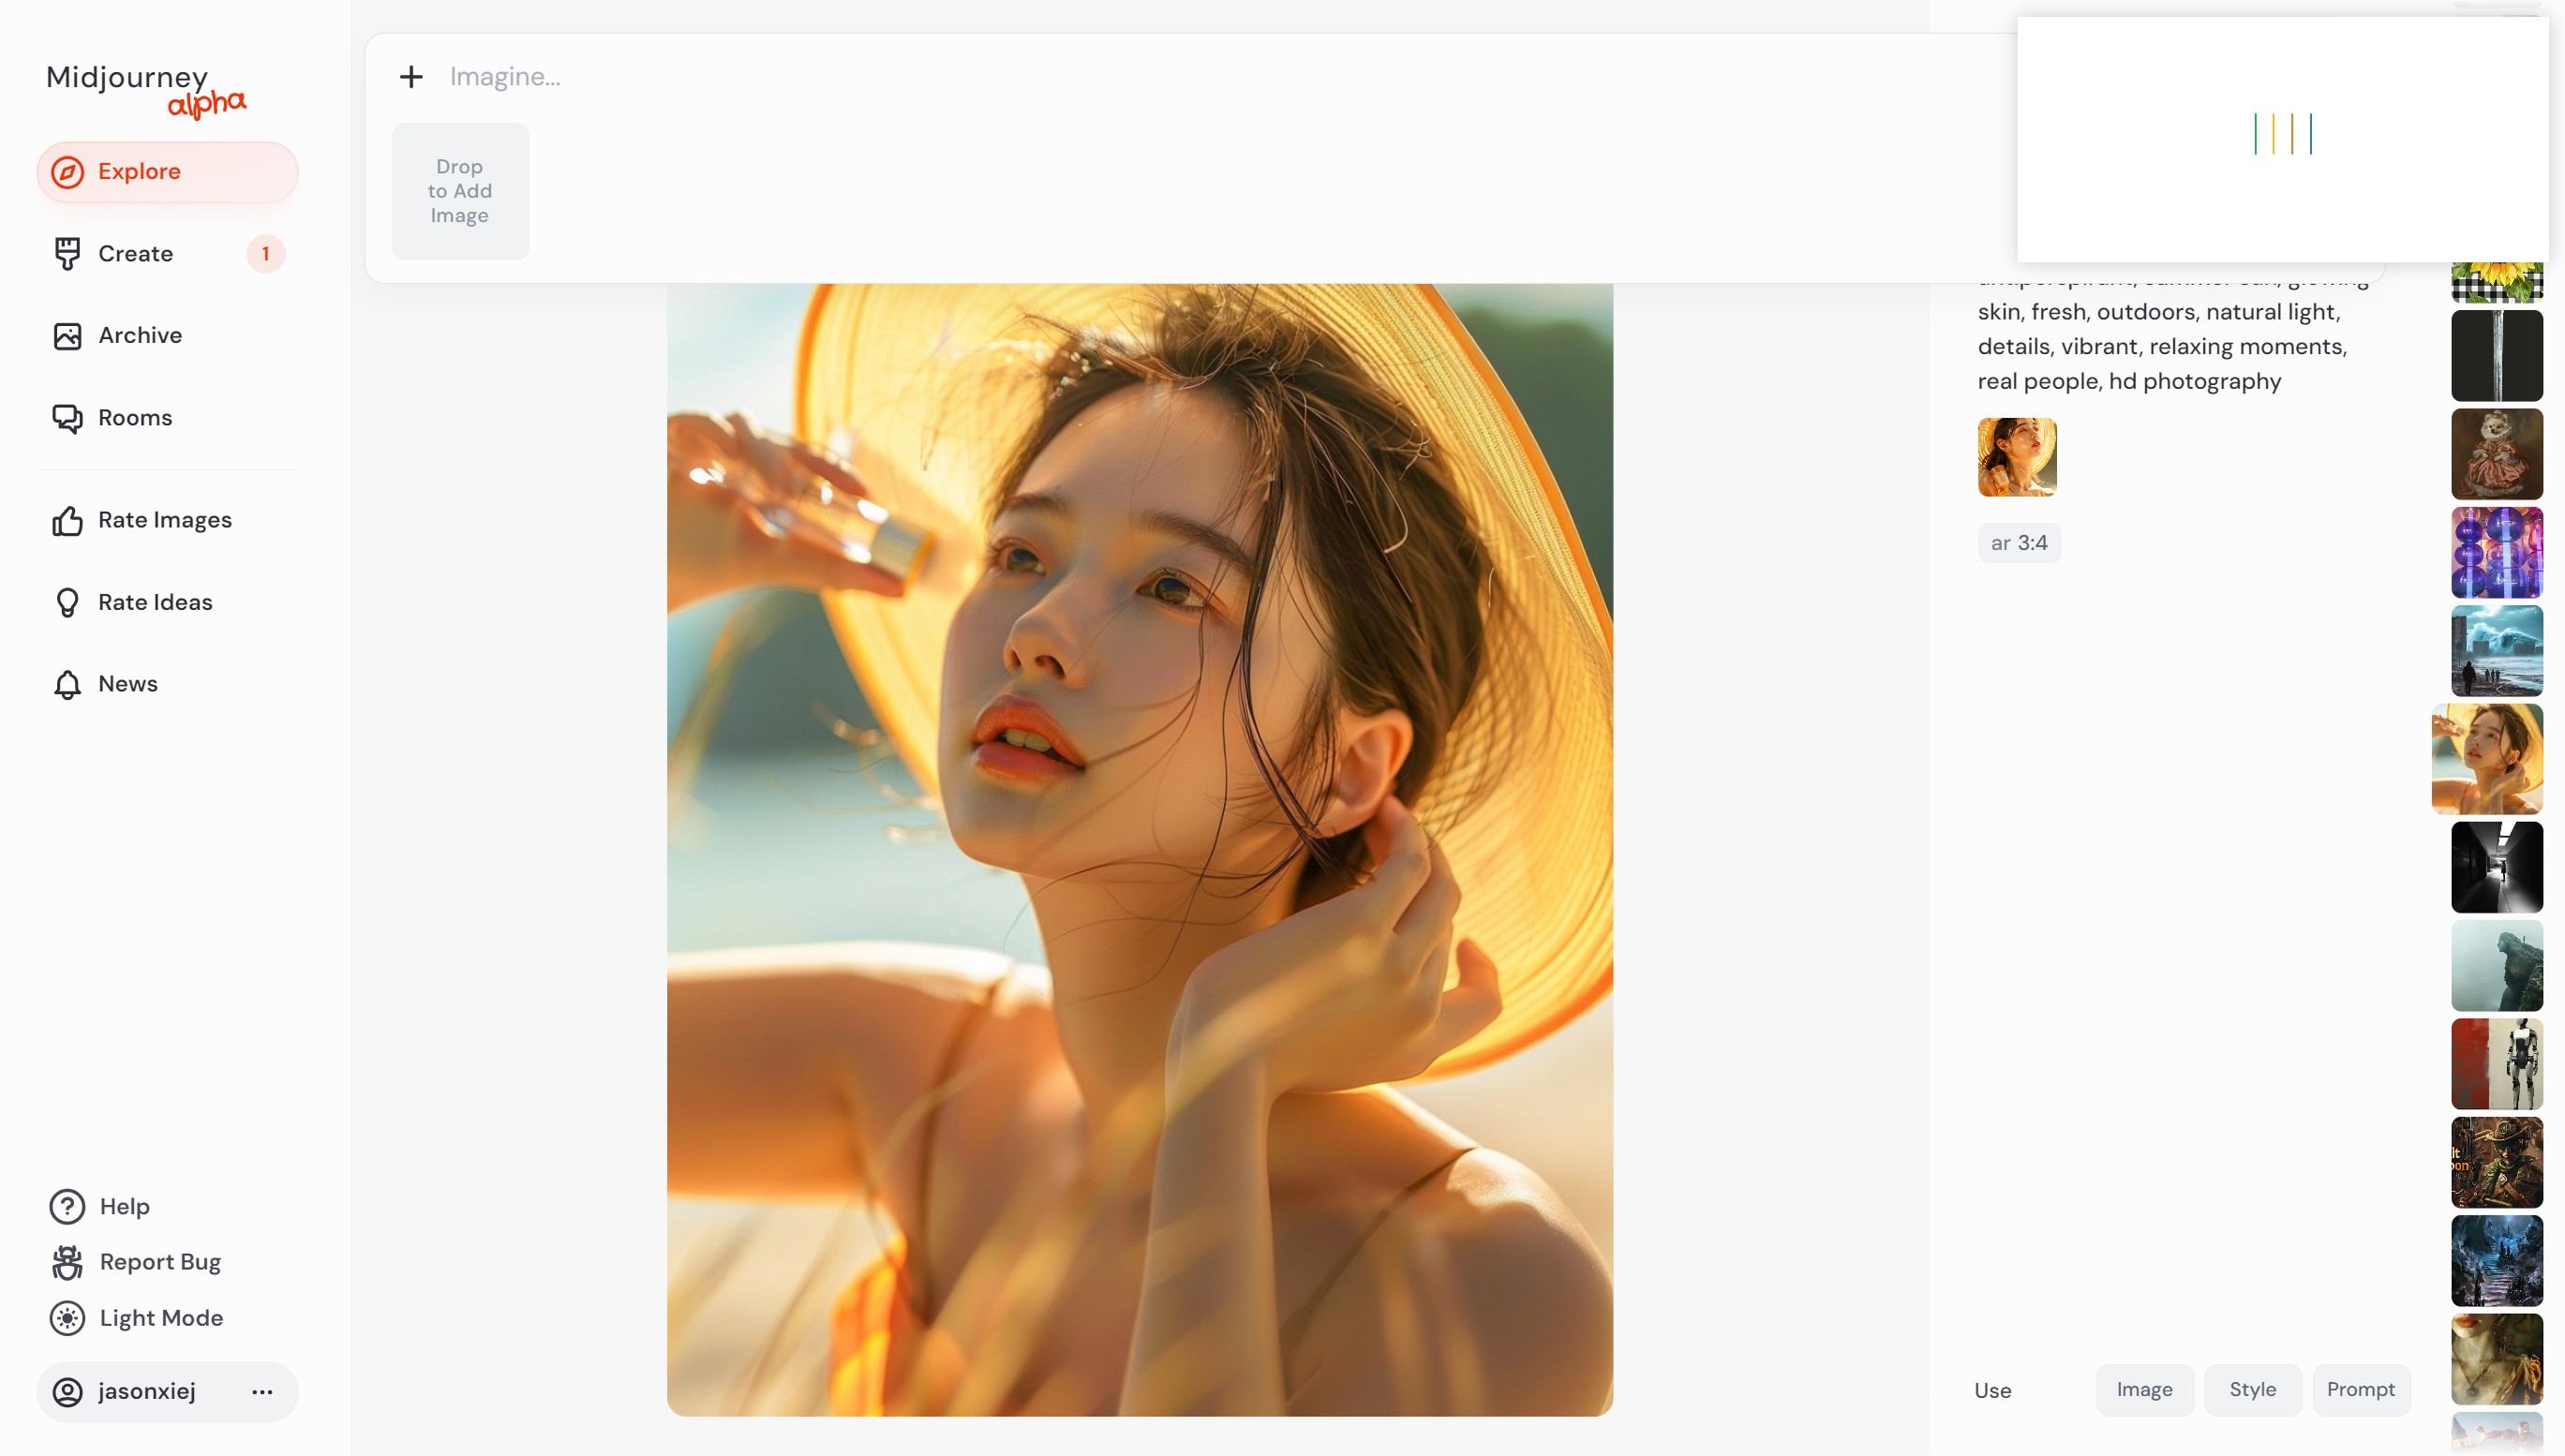 Midjourney
alpha
Explore
Create
1
Archive
Rooms
Rate Images
Rate Ideas
News
Help
Report Bug
Light Mode
jasonxiej
Imagine...
Drop
to Add
Image
skin, fresh, outdoors, natural light,
details, vibrant, relaxing moments,
real people, hd photography
ar 3:4
Use
Image
Style
Prompt